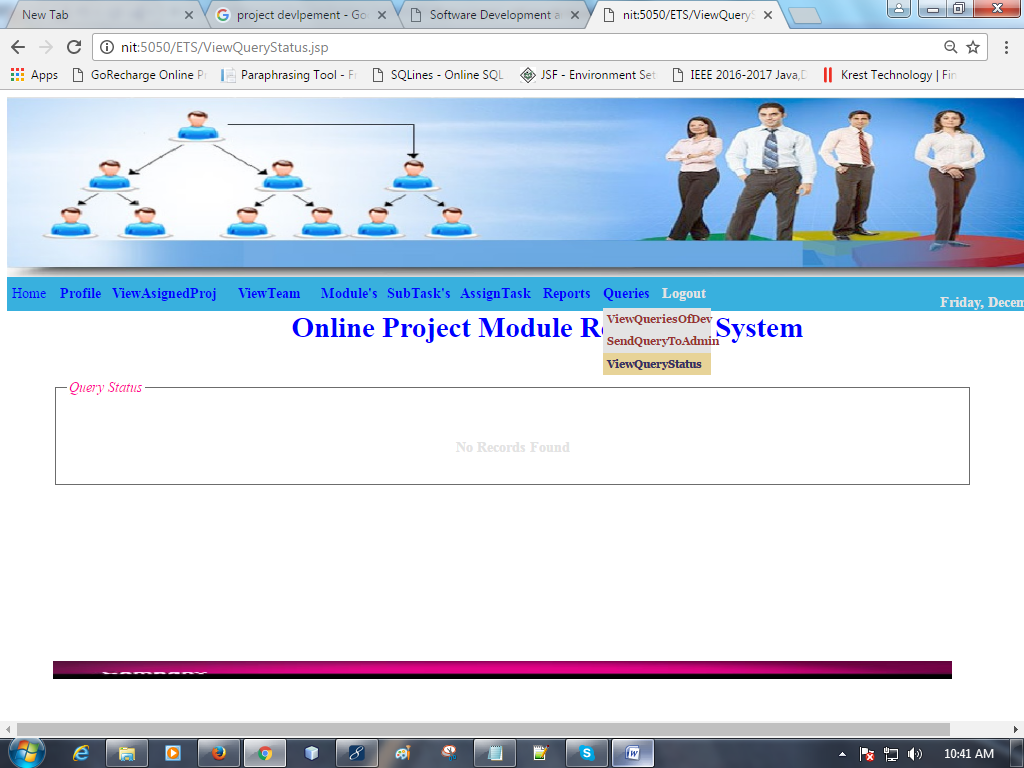 New Tab
project devlpement - Go
Software Development a
nit:5050/ETS/ViewQueryS
nit:5050/ETS/ViewQueryStatus.jsp
Apps
GoRecharge Online P
Paraphrasing Tool - F
SQLines - Online SQL
JSF - Environment Set
IEEE 2016-2017 Java,D
Krest Technology | Fin
Home Profile ViewAsignedProj ViewTeam Module's SubTask's AssignTask Reports Queries Logout
Friday, Decem
ViewQueriesOfDev
Online Project Module R System
SendQueryToAdmin
ViewQueryStatus
Query Status
No Records Found
10:41 AM